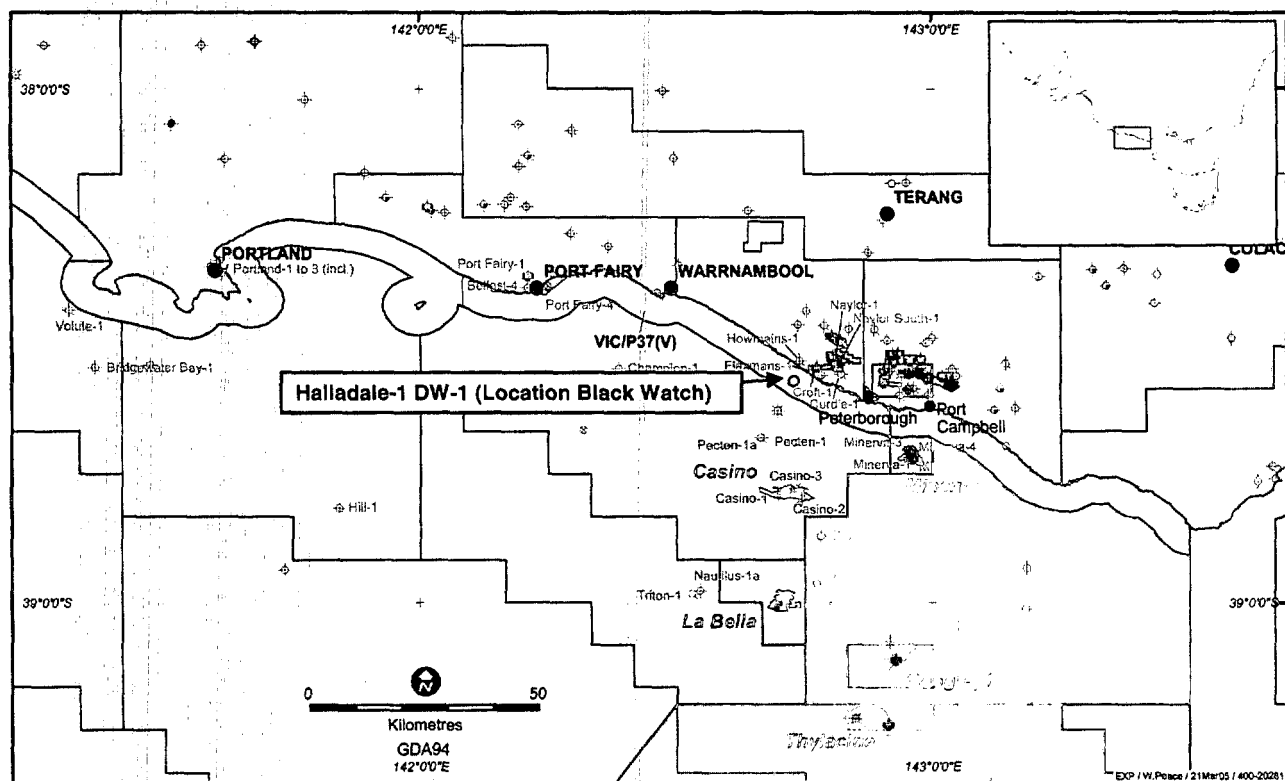 142°0'0"E
143°0'0"E
38°0'0"S
TERANG
COLAC
PORTLAND
Portland-1 to 3 (incl.)
Port Fairy-1
PORT FAIRY
WARRNAMBOOL
Belfast-4
Port Fairy-4
Naylor-1
Naylor South-1
Volute-1
VIC/P37(V)
Howmains-1
Bridgewater Bay-1
Champion-1
Flaxmans-1
Halladale-1 DW-1 (Location Black Watch)
Croft-1
Curdie-1
Peterborough
Port
Campbell
Pecten-1a
Pecten-1
Minerva-3
Minerva-1
Casino
Casino-3
Casino-1
Casino-2
Hill-1
Nautilus-1a
39°0'0"S
Triton-1
39°0'0"S
La Bella
N
0
50
Kilometres
GDA94
Thylacine
142°0'0"E
143°0'0"E
EXP / W.Peace / 21Mar05 / 400-20281